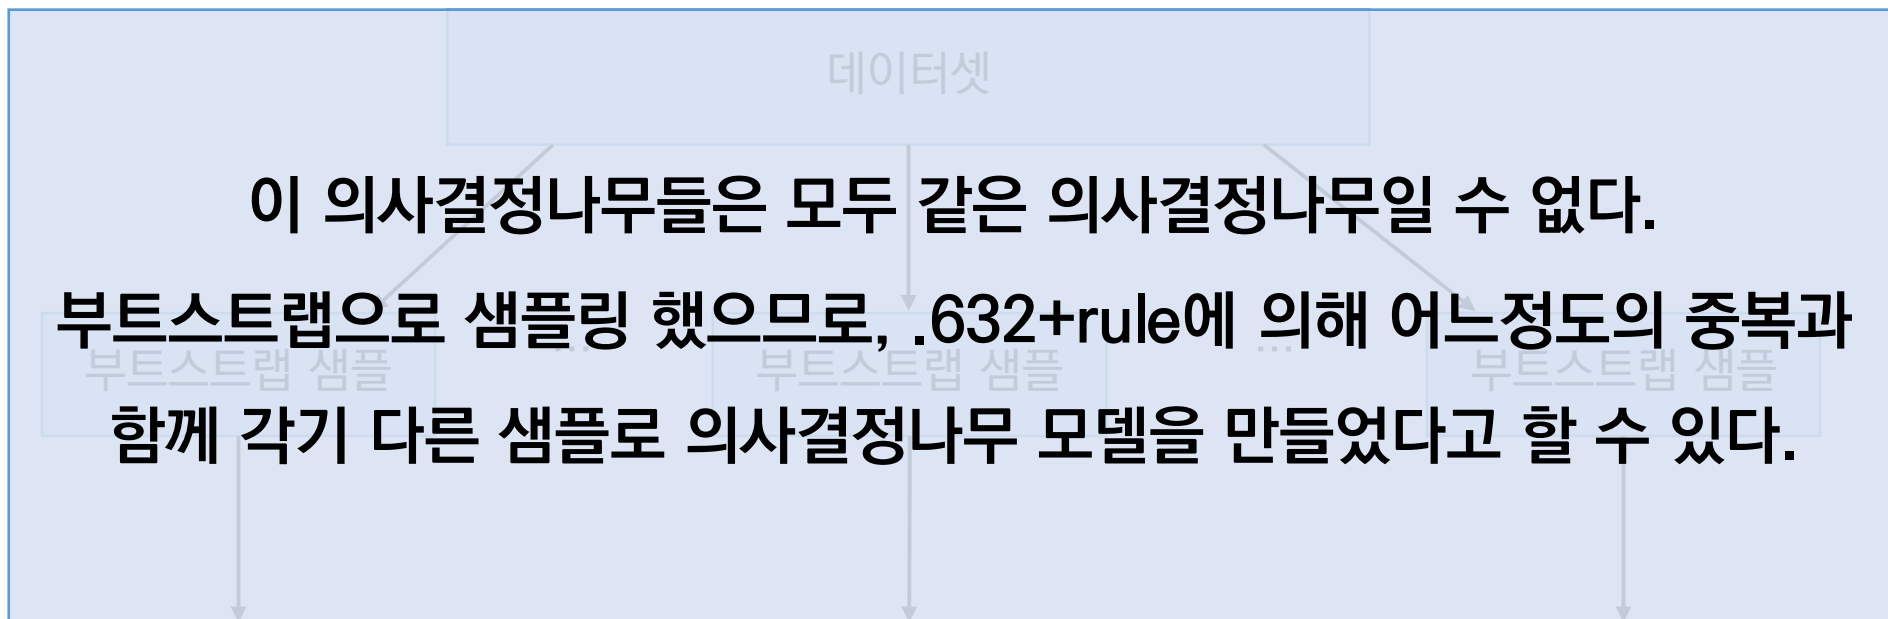 데이터셋
이 의사결정나무들은 모두 같은 의사결정나무일 수 없다.
부트스트랩으로 샘플링 했으므로, .632+rule에 의해 어느정도의 중복과
부트스트랩 샘플 ... 부트스트랩 샘플 ... 부트스트랩 샘플
함께 각기 다른 샘플로 의사결정나무 모델을 만들었다고 할 수 있다.